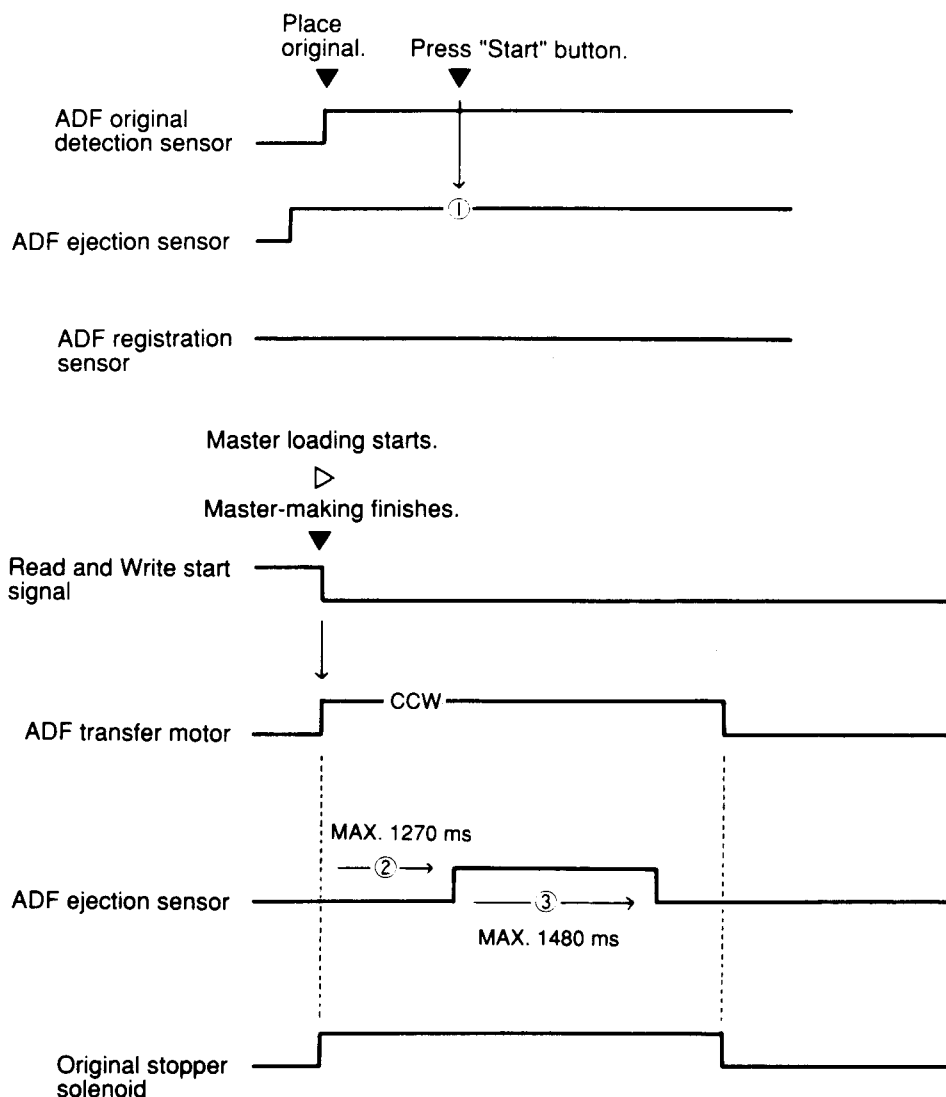 Place
original.
Press "Start" button.
ADF original
detection sensor
①
ADF ejection sensor
ADF registration
sensor
Master loading starts.
Master-making finishes.
Read and Write start
signal
CCW
ADF transfer motor
MAX. 1270 ms
②
ADF ejection sensor
③
MAX. 1480 ms
Original stopper
solenoid